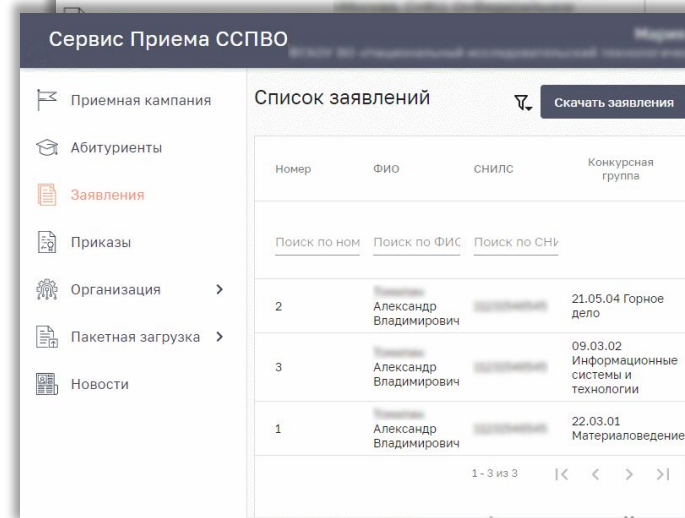 Сервис Приема ССПВО
Приемная кампания
Абитуриенты
Заявления
Приказы
Организация
Пакетная загрузка
Новости
Список заявлений
Скачать заявления
Номер ФИО СНИЛС Конкурсная
группа
Поиск по ном Поиск по ФИС Поиск по СНИ
2 Александр
Владимирович 21.05.04 Горное
дело
3 Александр
Владимирович 09.03.02
Информационные
системы и
технологии
1 Александр
Владимирович 22.03.01
Материаловедение
1 - 3 из 3